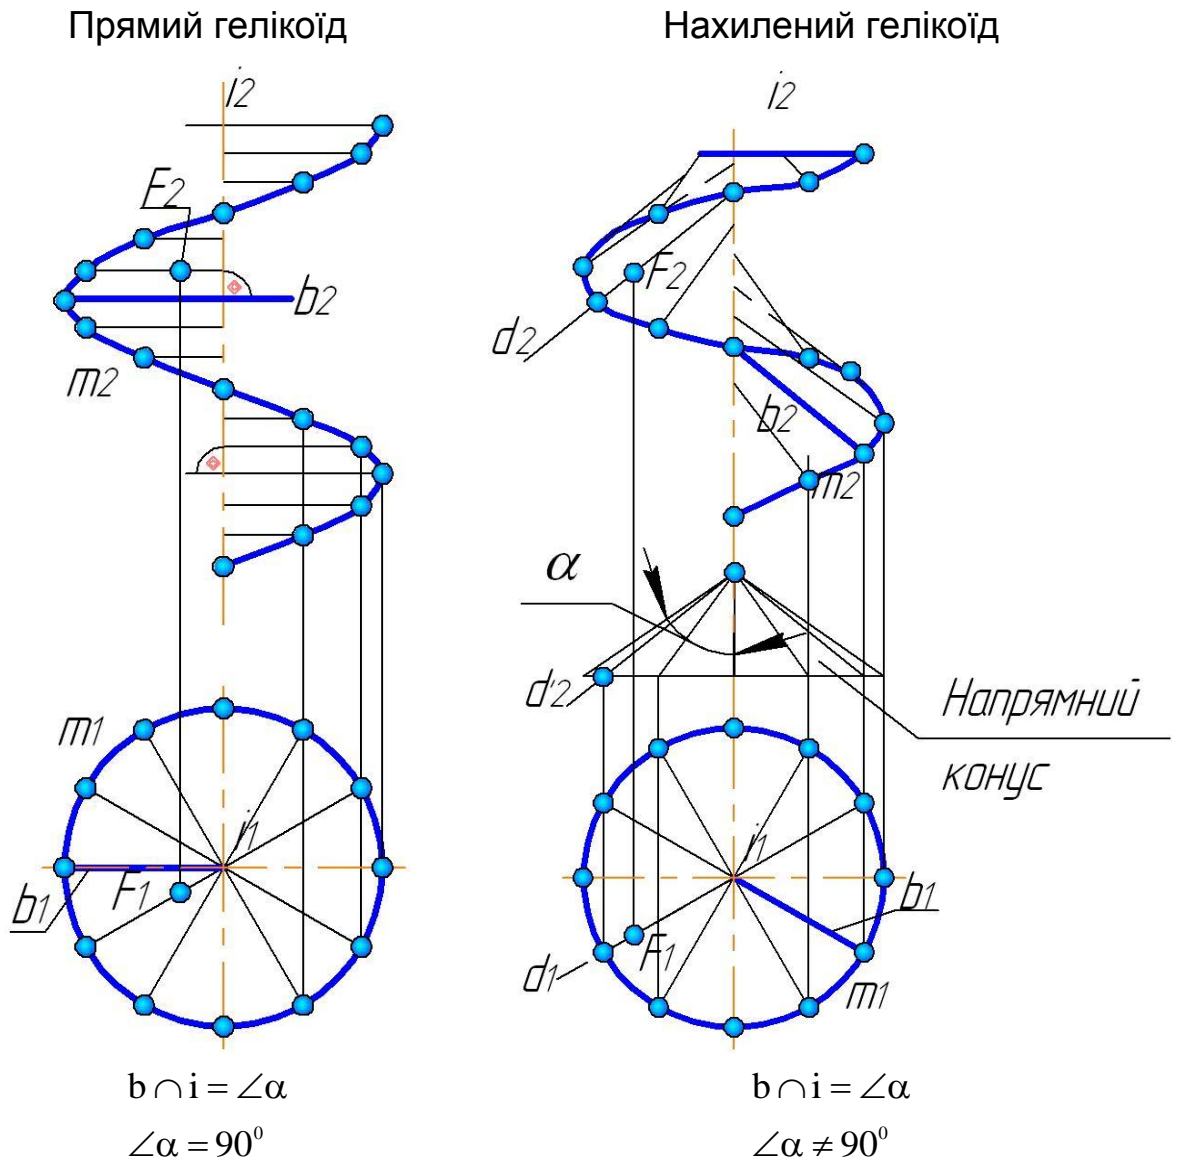 Прямий гелікоїд
i2
F2
b2
m2
m1
i1
F1
b1
b ∩ i = ∠α
∠α = 90⁰
Нахилений гелікоїд
i2
F2
d2
b2
m2
α
d'2
Напрямний
конус
i1
b1
F1
d1
m1
b ∩ i = ∠α
∠α ≠ 90⁰